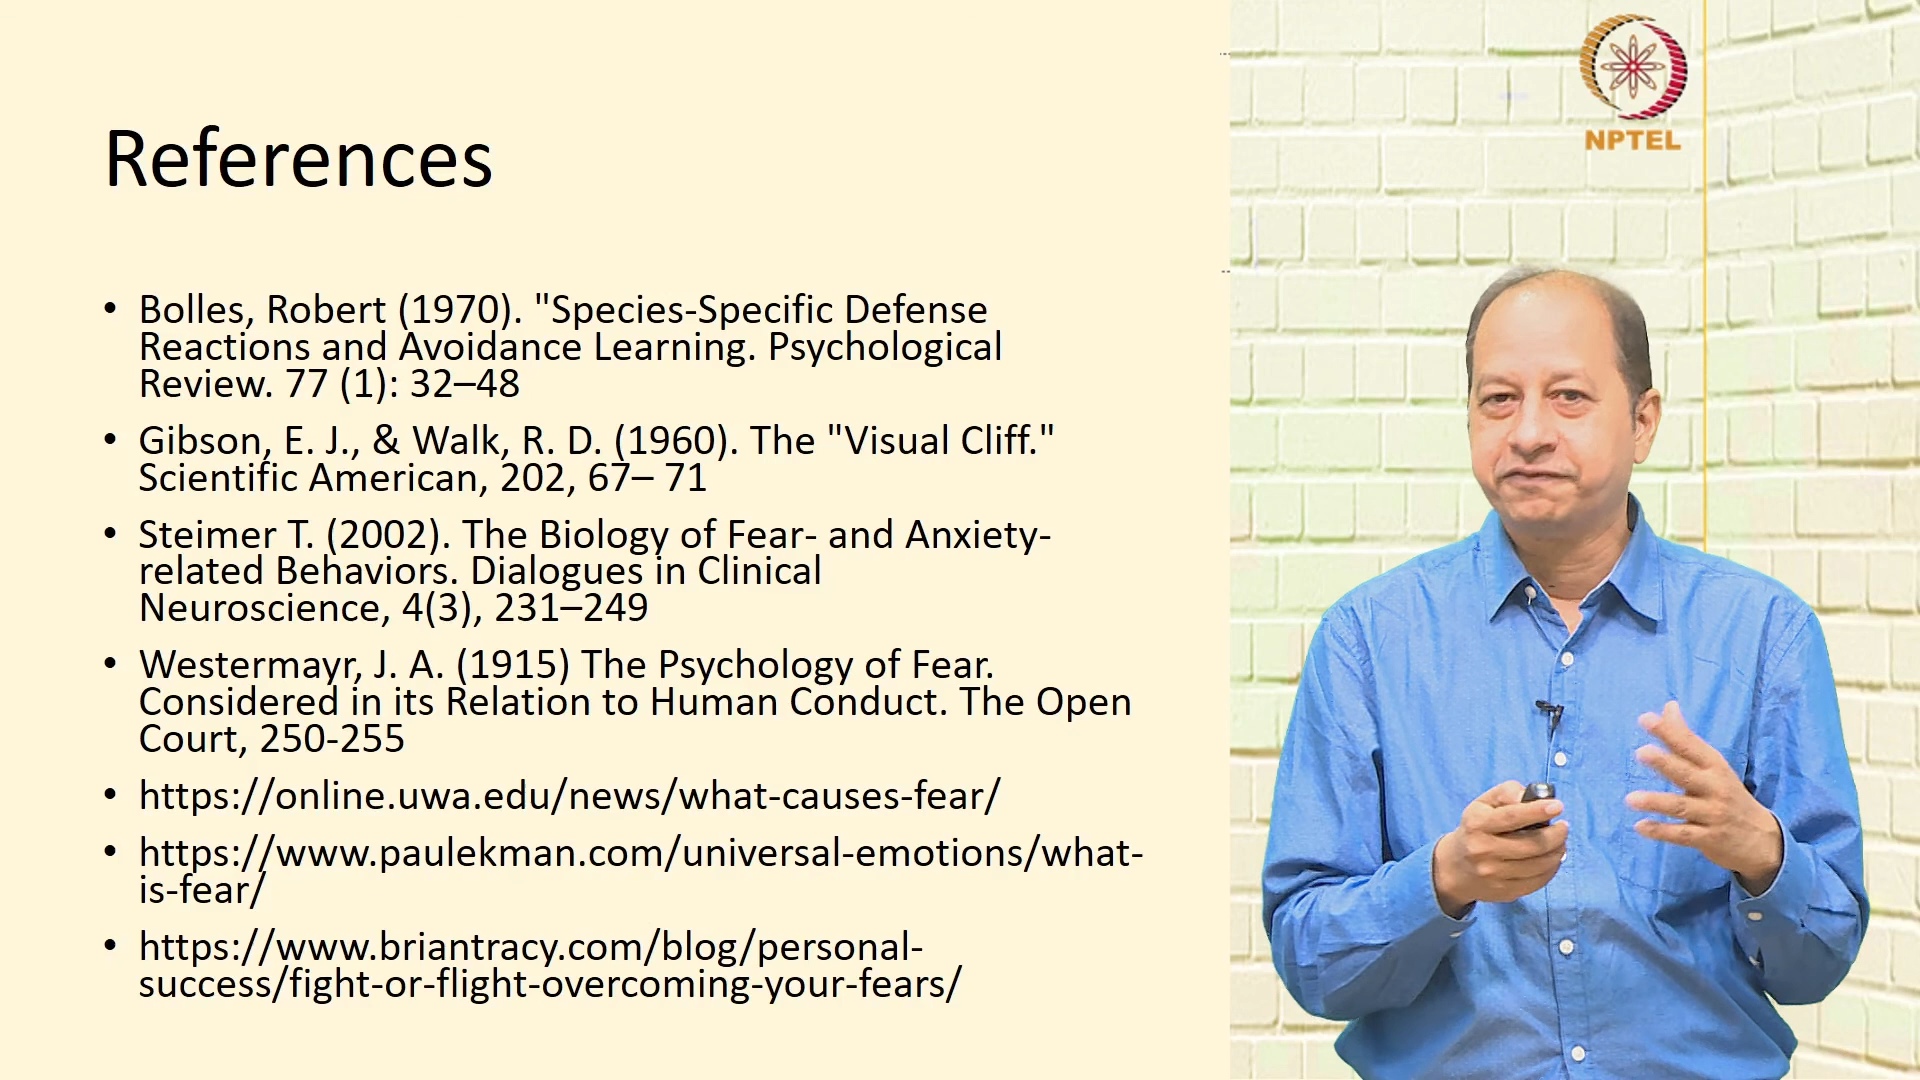 References
• Bolles, Robert (1970). "Species-Specific Defense
Reactions and Avoidance Learning. Psychological
Review. 77 (1): 32–48
• Gibson, E. J., & Walk, R. D. (1960). The "Visual Cliff."
Scientific American, 202, 67– 71
• Steimer T. (2002). The Biology of Fear- and Anxiety-
related Behaviors. Dialogues in Clinical
Neuroscience, 4(3), 231–249
• Westermayr, J. A. (1915) The Psychology of Fear.
Considered in its Relation to Human Conduct. The Open
Court, 250-255
• https://online.uwa.edu/news/what-causes-fear/
• https://www.paulekman.com/universal-emotions/what-
is-fear/
• https://www.briantracy.com/blog/personal-
success/fight-or-flight-overcoming-your-fears/
NPTEL